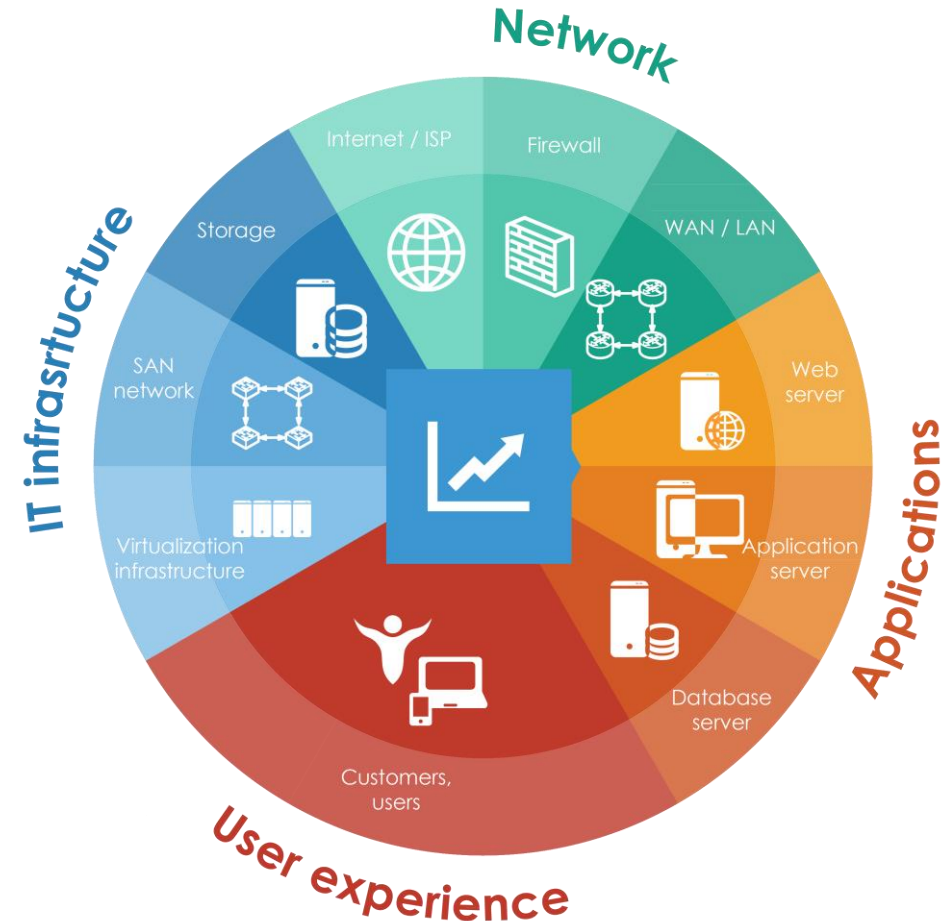 Network
Internet / ISP
Firewall
WAN / LAN
Storage
IT infrasrtucture
SAN
network
Web
server
Virtualization
infrastructure
Application
server
Applications
Database
server
Customers,
users
User experience